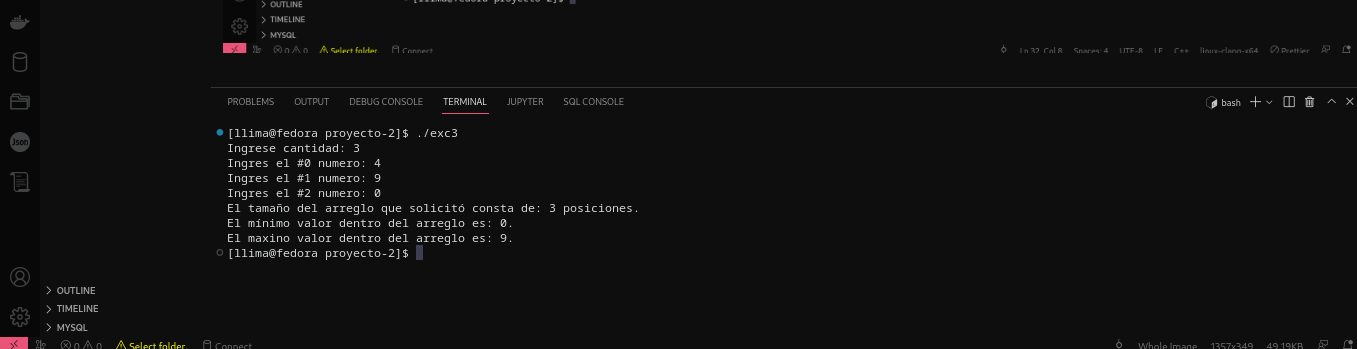 OUTLINE
[llima@fedora proyecto-2]$
TIMELINE
MYSQL
0 0 Select folder. Connect Ln 32, Col 8 Spaces: 4 UTF-8 LF C++ linux-clang-x64 Prettier
PROBLEMS OUTPUT DEBUG CONSOLE TERMINAL JUPYTER SQL CONSOLE bash
Json
[llima@fedora proyecto-2]$ ./exc3
Ingrese cantidad: 3
Ingres el #0 numero: 4
Ingres el #1 numero: 9
Ingres el #2 numero: 0
El tamaño del arreglo que solicitó consta de: 3 posiciones.
El mínimo valor dentro del arreglo es: 0.
El maxino valor dentro del arreglo es: 9.
[llima@fedora proyecto-2]$
OUTLINE
TIMELINE
MYSQL
0 0 Select folder. Connect Whole Image 1357x349 49.19KB